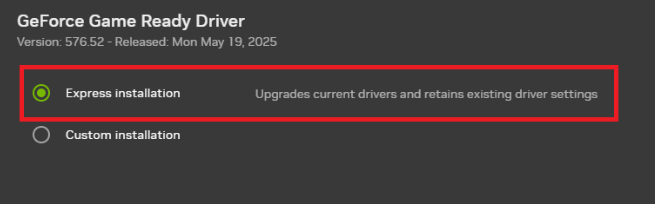 GeForce Game Ready Driver
Version: 576.52 - Released: Mon May 19, 2025
Express installation Upgrades current drivers and retains existing driver settings
Custom installation